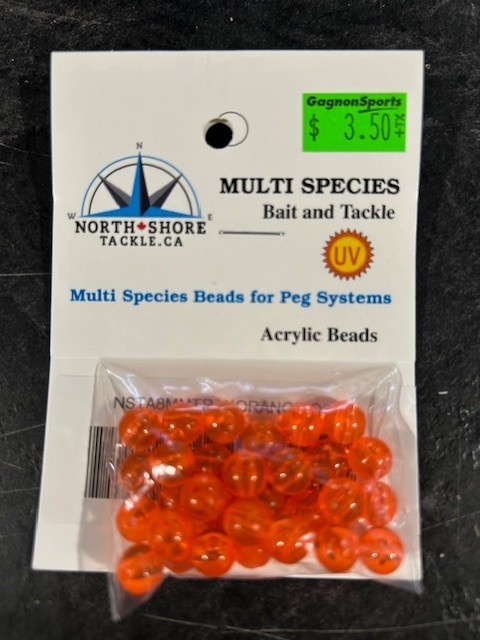 GagnonSports
$ 3.50 +TX
N
W E
NORTH SHORE
TACKLE.CA
MULTI SPECIES
Bait and Tackle
UV
Multi Species Beads for Peg Systems
Acrylic Beads